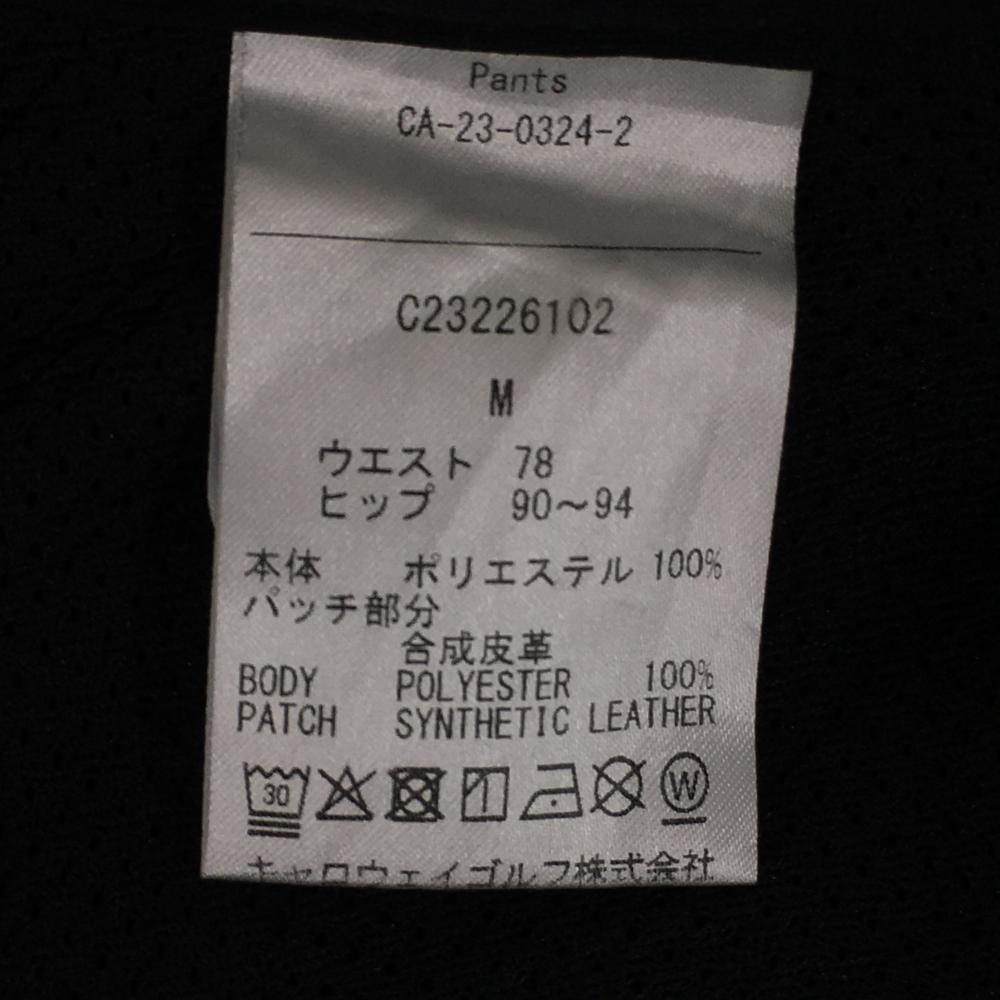 Pants
CA-23-0324-2
C23226102
M
ウエスト 78
ヒップ 90～94
本体 ポリエステル 100%
パッチ部分
合成皮革
BODY POLYESTER 100%
PATCH SYNTHETIC LEATHER
30 W
キャロウェイゴルフ株式会社